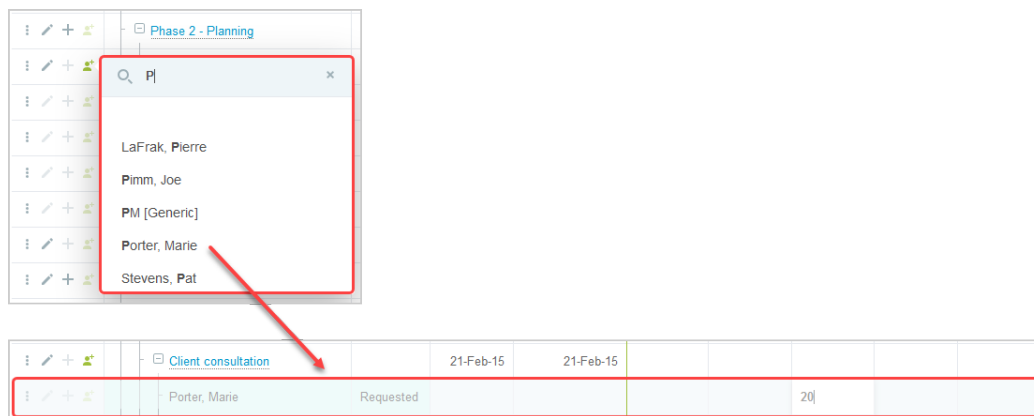 Phase 2 - Planning
P
LaFrak, Pierre
Pimm, Joe
PM [Generic]
Porter, Marie
Stevens, Pat
Client consultation 21-Feb-15 21-Feb-15
Porter, Marie Requested 20